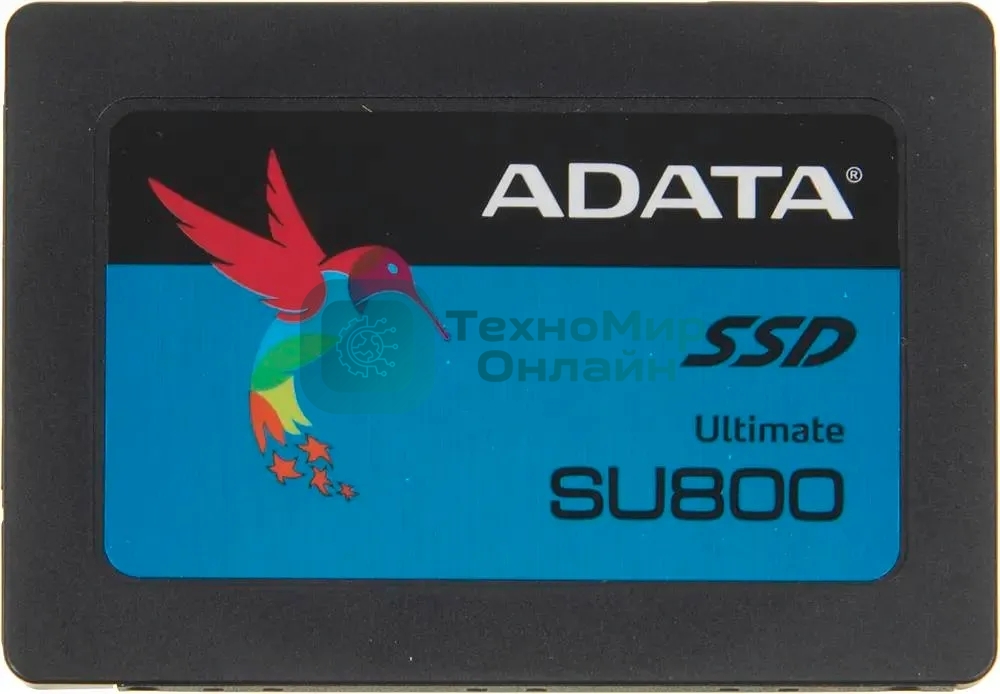 ADATA®
ТехноМир
Онлайн
SSD
Ultimate
SU800